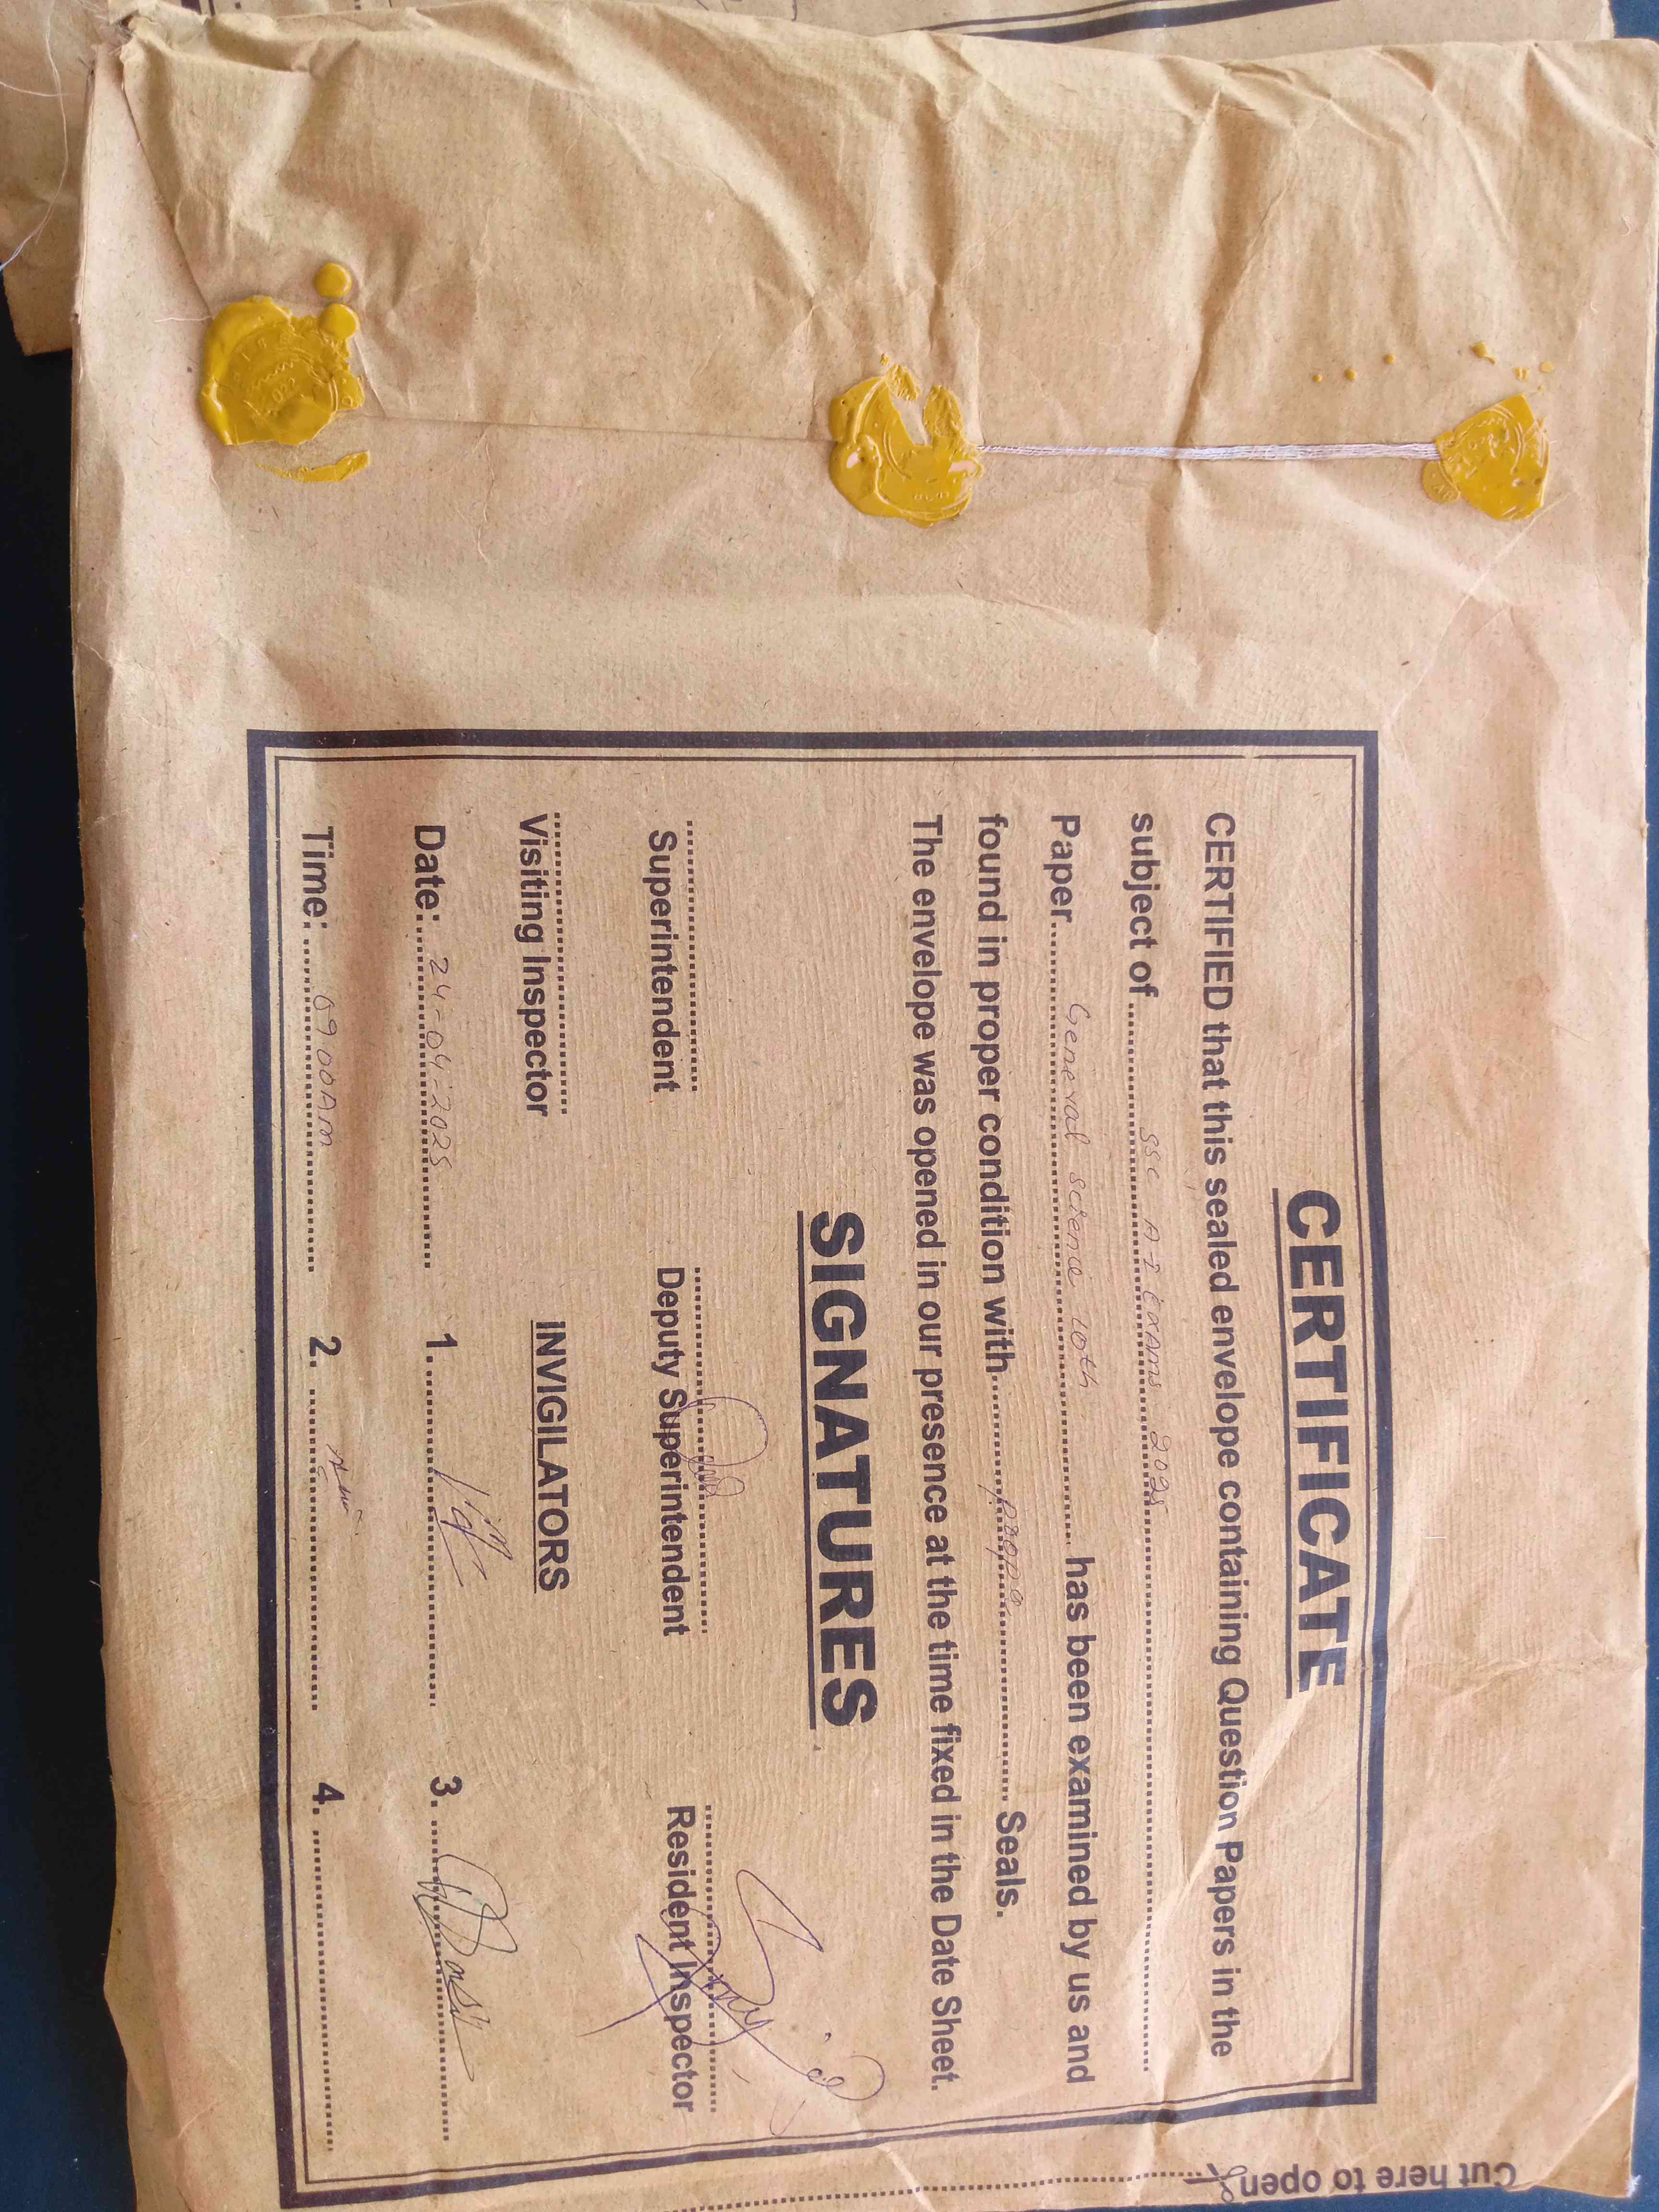 CERTIFICATE
CERTIFIED that this sealed envelope containing Question Papers in the
subject of SSC A-I Exams 2025
Paper General Science 10th has been examined by us and
found in proper condition with Seals.
The envelope was opened in our presence at the time fixed in the Date Sheet.
SIGNATURES
Superintendent Deputy Superintendent Resident Inspector
Visiting Inspector INVIGILATORS
Date: 24-04-2025 1. 3.
Time: 09 00AM 2. 4.
Cut here to open